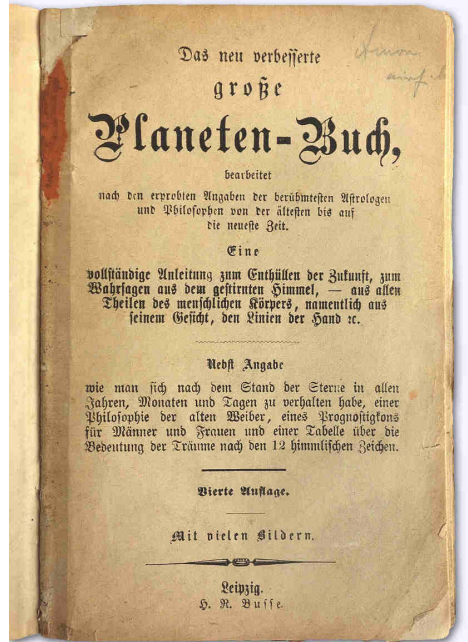 Das neu verbesserte
große
Planeten-Buch,
bearbeitet
nach den erprobten Angaben der berühmtesten Astrologen
und Philosophen von der ältesten bis auf
die neueste Zeit.
Eine
vollständige Anleitung zum Enthüllen der Zukunft, zum
Wahrsagen aus dem gestirnten Himmel, — aus allen
Theilen des menschlichen Körpers, namentlich aus
seinem Gesicht, den Linien der Hand ꝛc.
Nebst Angabe
wie man sich nach dem Stand der Sterne in allen
Jahren, Monaten und Tagen zu verhalten habe, einer
Philosophie der alten Weiber, eines Prognostigkons
für Männer und Frauen und einer Tabelle über die
Bedeutung der Träume nach den 12 himmlischen Zeichen.
Vierte Auflage.
Mit vielen Bildern.
Leipzig.
H. R. Busse.